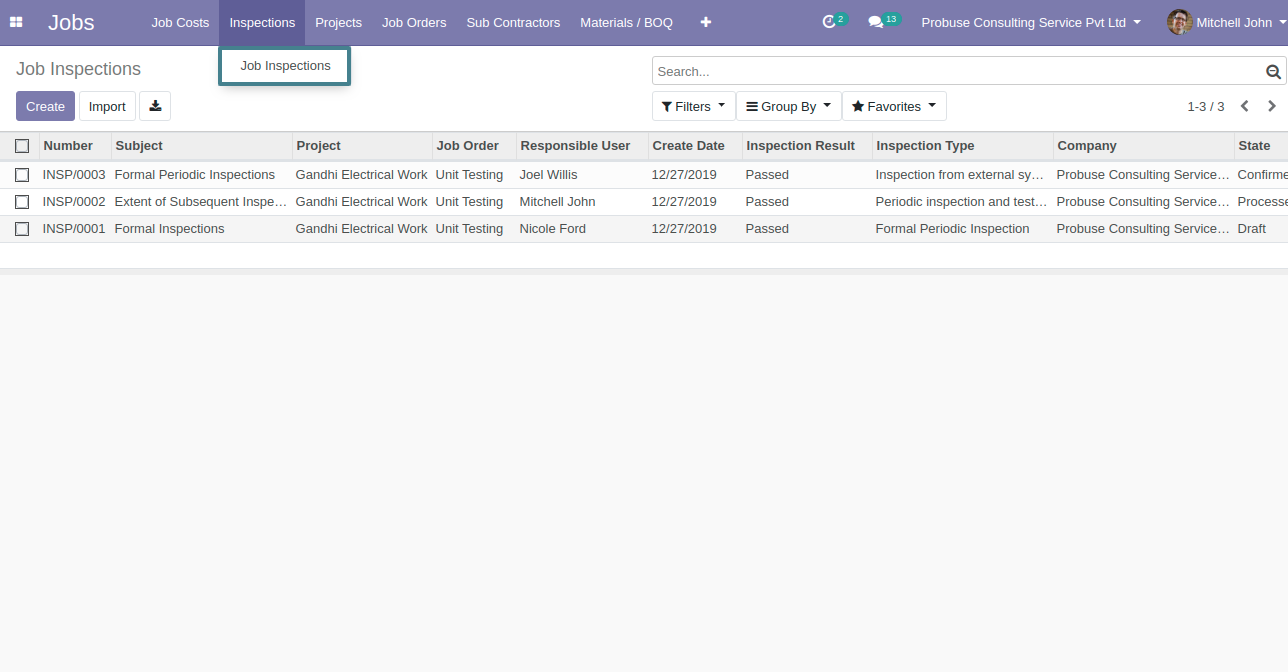 Jobs Job Costs Inspections Projects Job Orders Sub Contractors Materials / BOQ 2 13 Probuse Consulting Service Pvt Ltd Mitchell John
Job Inspections
Job Inspections
Search...
Create Import Filters Group By Favorites 1-3 / 3
Number Subject Project Job Order Responsible User Create Date Inspection Result Inspection Type Company State
INSP/0003 Formal Periodic Inspections Gandhi Electrical Work Unit Testing Joel Willis 12/27/2019 Passed Inspection from external sy… Probuse Consulting Service… Confirme
INSP/0002 Extent of Subsequent Inspe… Gandhi Electrical Work Unit Testing Mitchell John 12/27/2019 Passed Periodic inspection and test… Probuse Consulting Service… Processe
INSP/0001 Formal Inspections Gandhi Electrical Work Unit Testing Nicole Ford 12/27/2019 Passed Formal Periodic Inspection Probuse Consulting Service… Draft